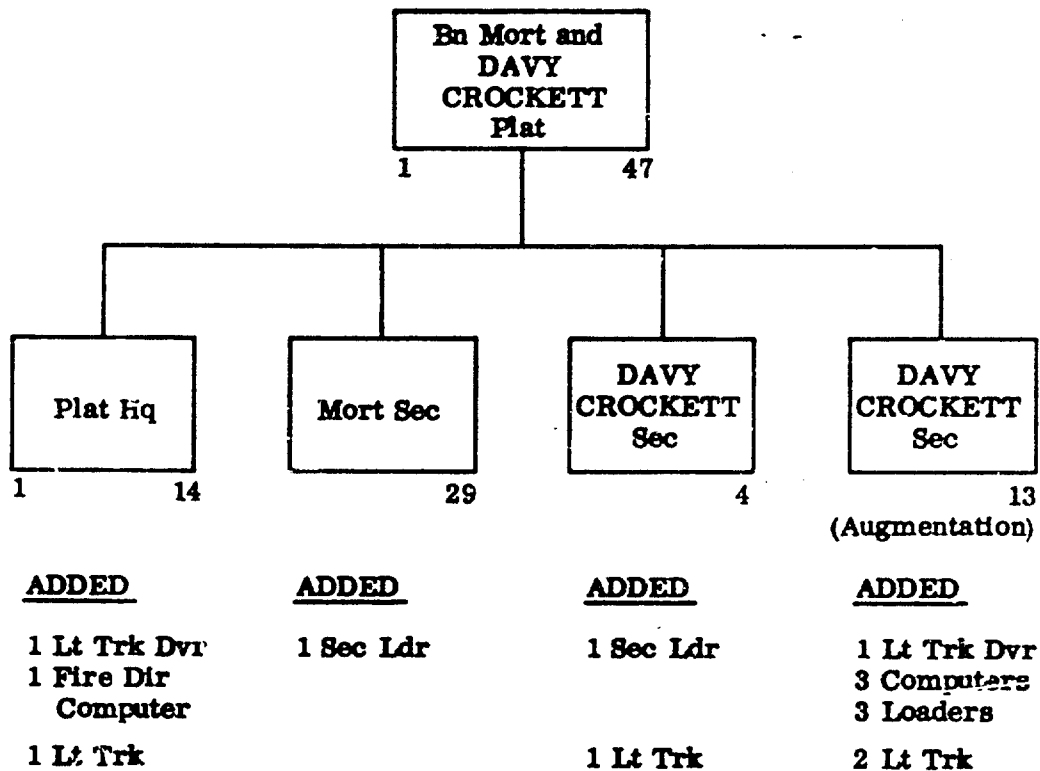 Bn Mort and
DAVY
CROCKETT
Plat
1 47
Plat Hq
1 14
Mort Sec
29
DAVY
CROCKETT
Sec
4
DAVY
CROCKETT
Sec
13
(Augmentation)
ADDED
1 Lt Trk Dvr
1 Fire Dir
Computer
1 Lt Trk
ADDED
1 Sec Ldr
ADDED
1 Sec Ldr
1 Lt Trk
ADDED
1 Lt Trk Dvr
3 Computers
3 Loaders
2 Lt Trk